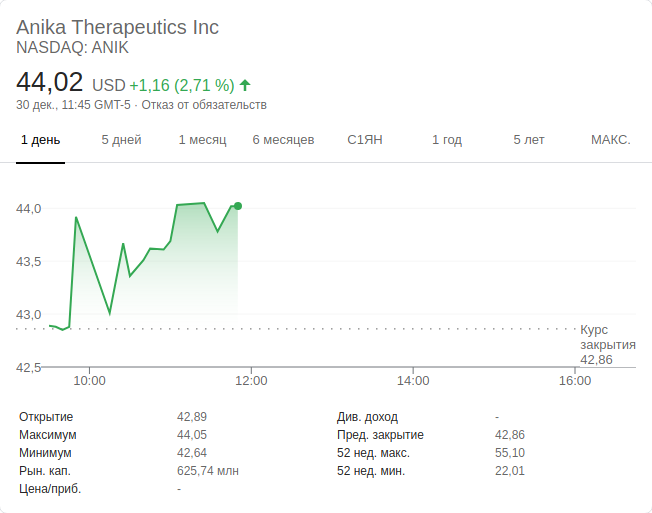 Anika Therapeutics Inc
NASDAQ: ANIK
44,02 USD +1,16 (2,71 %)
30 дек., 11:45 GMT-5 · Отказ от обязательств
1 день 5 дней 1 месяц 6 месяцев С1ЯН 1 год 5 лет МАКС.
44,0
43,5
43,0
42,5
Курс
закрытия
42,86
10:00 12:00 14:00 16:00
Открытие 42,89 Див. доход -
Максимум 44,05 Пред. закрытие 42,86
Минимум 42,64 52 нед. макс. 55,10
Рын. кап. 625,74 млн 52 нед. мин. 22,01
Цена/приб. -